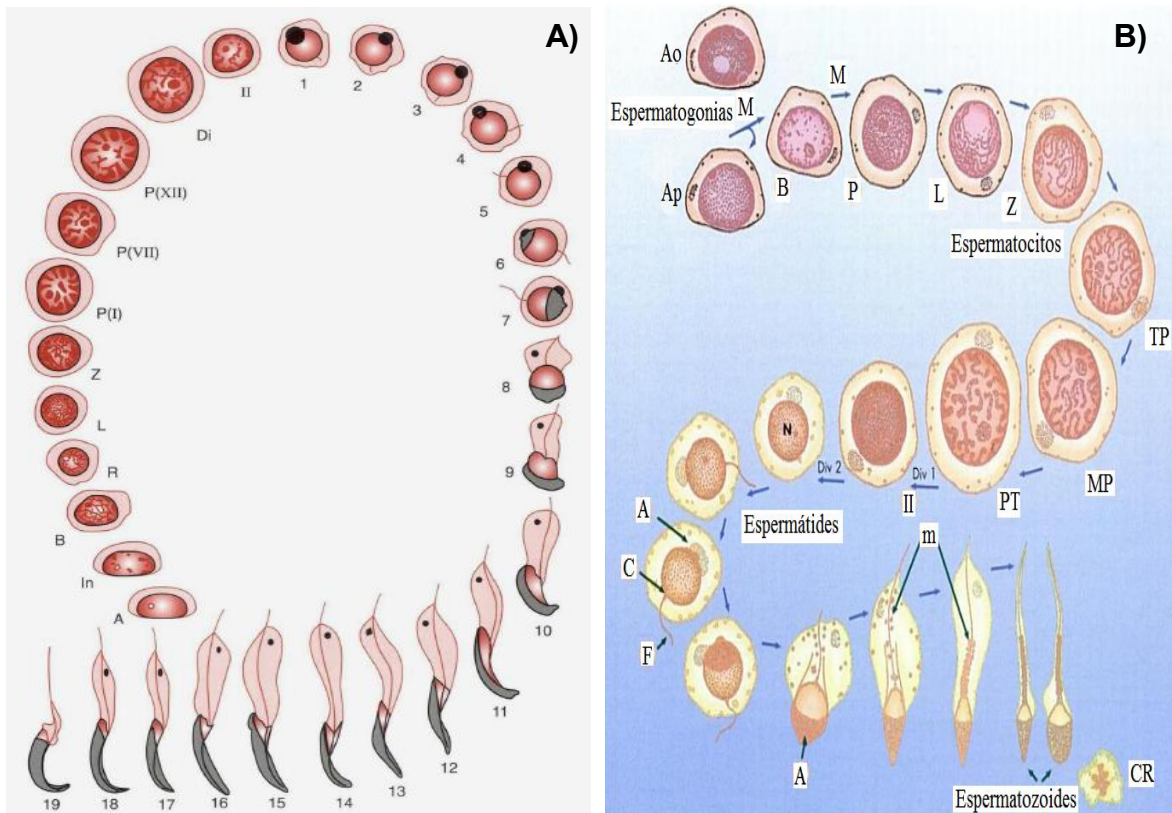 A)
II
1
2
3
4
5
6
7
8
9
10
11
12
13
14
15
16
17
18
19
Di
P(XII)
P(VII)
P(I)
Z
L
R
B
In
A
B)
Ao
M
Espermatogonias M
Ap
B
P
L
Z
Espermatocitos
TP
MP
PT
Div 1
II
Div 2
N
Espermátides
A
C
F
m
A
Espermatozoides
CR